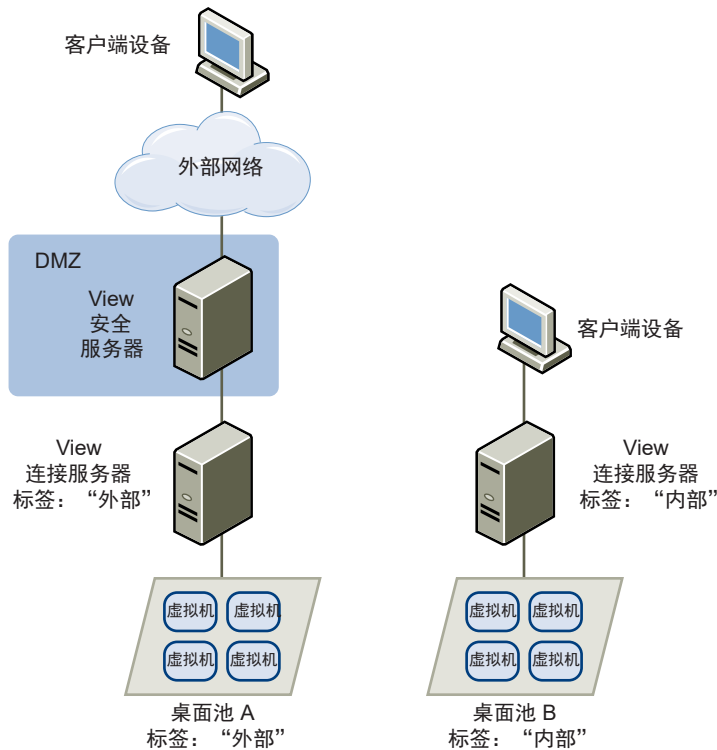 客户端设备
外部网络
DMZ
View
安全
服务器
View
连接服务器
标签：“外部”
虚拟机
虚拟机
虚拟机
虚拟机
桌面池 A
标签：“外部”
客户端设备
View
连接服务器
标签：“内部”
虚拟机
虚拟机
虚拟机
虚拟机
桌面池 B
标签：“内部”